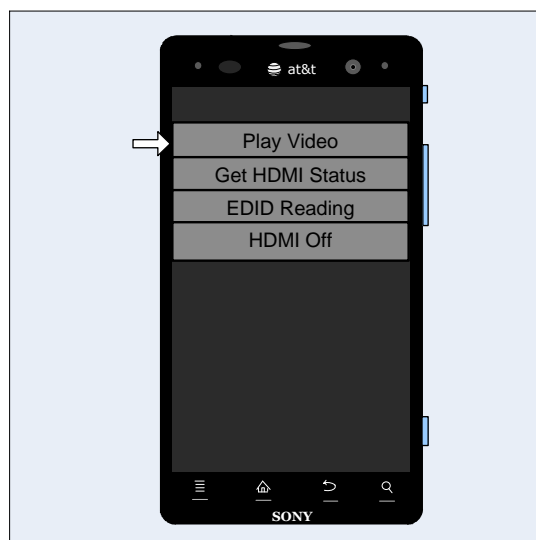 at&t
Play Video
Get HDMI Status
EDID Reading
HDMI Off
SONY